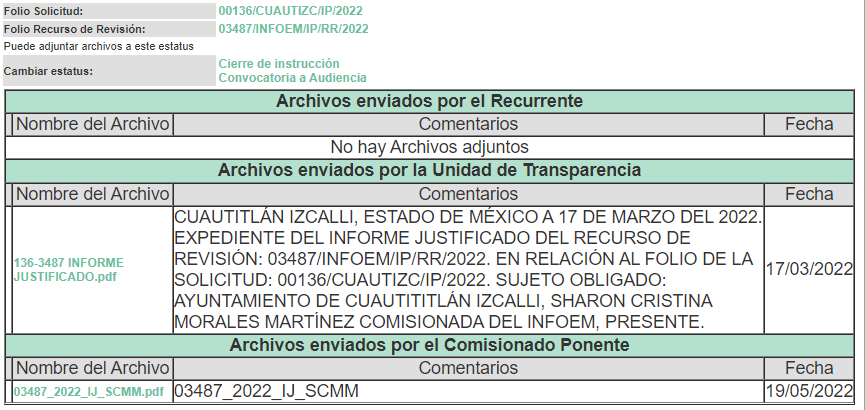 Folio Solicitud: 00136/CUAUTIZC/IP/2022
Folio Recurso de Revisión: 03487/INFOEM/IP/RR/2022
Puede adjuntar archivos a este estatus
Cambiar estatus: Cierre de instrucción
Convocatoria a Audiencia
Archivos enviados por el Recurrente
Nombre del Archivo Comentarios Fecha
No hay Archivos adjuntos
Archivos enviados por la Unidad de Transparencia
Nombre del Archivo Comentarios Fecha
136-3487 INFORME
JUSTIFICADO.pdf
CUAUTITLÁN IZCALLI, ESTADO DE MÉXICO A 17 DE MARZO DEL 2022.
EXPEDIENTE DEL INFORME JUSTIFICADO DEL RECURSO DE
REVISIÓN: 03487/INFOEM/IP/RR/2022. EN RELACIÓN AL FOLIO DE LA
SOLICITUD: 00136/CUAUTIZC/IP/2022. SUJETO OBLIGADO:
AYUNTAMIENTO DE CUAUTITITLÁN IZCALLI, SHARON CRISTINA
MORALES MARTÍNEZ COMISIONADA DEL INFOEM, PRESENTE.
17/03/2022
Archivos enviados por el Comisionado Ponente
Nombre del Archivo Comentarios Fecha
03487_2022_IJ_SCMM.pdf 03487_2022_IJ_SCMM 19/05/2022